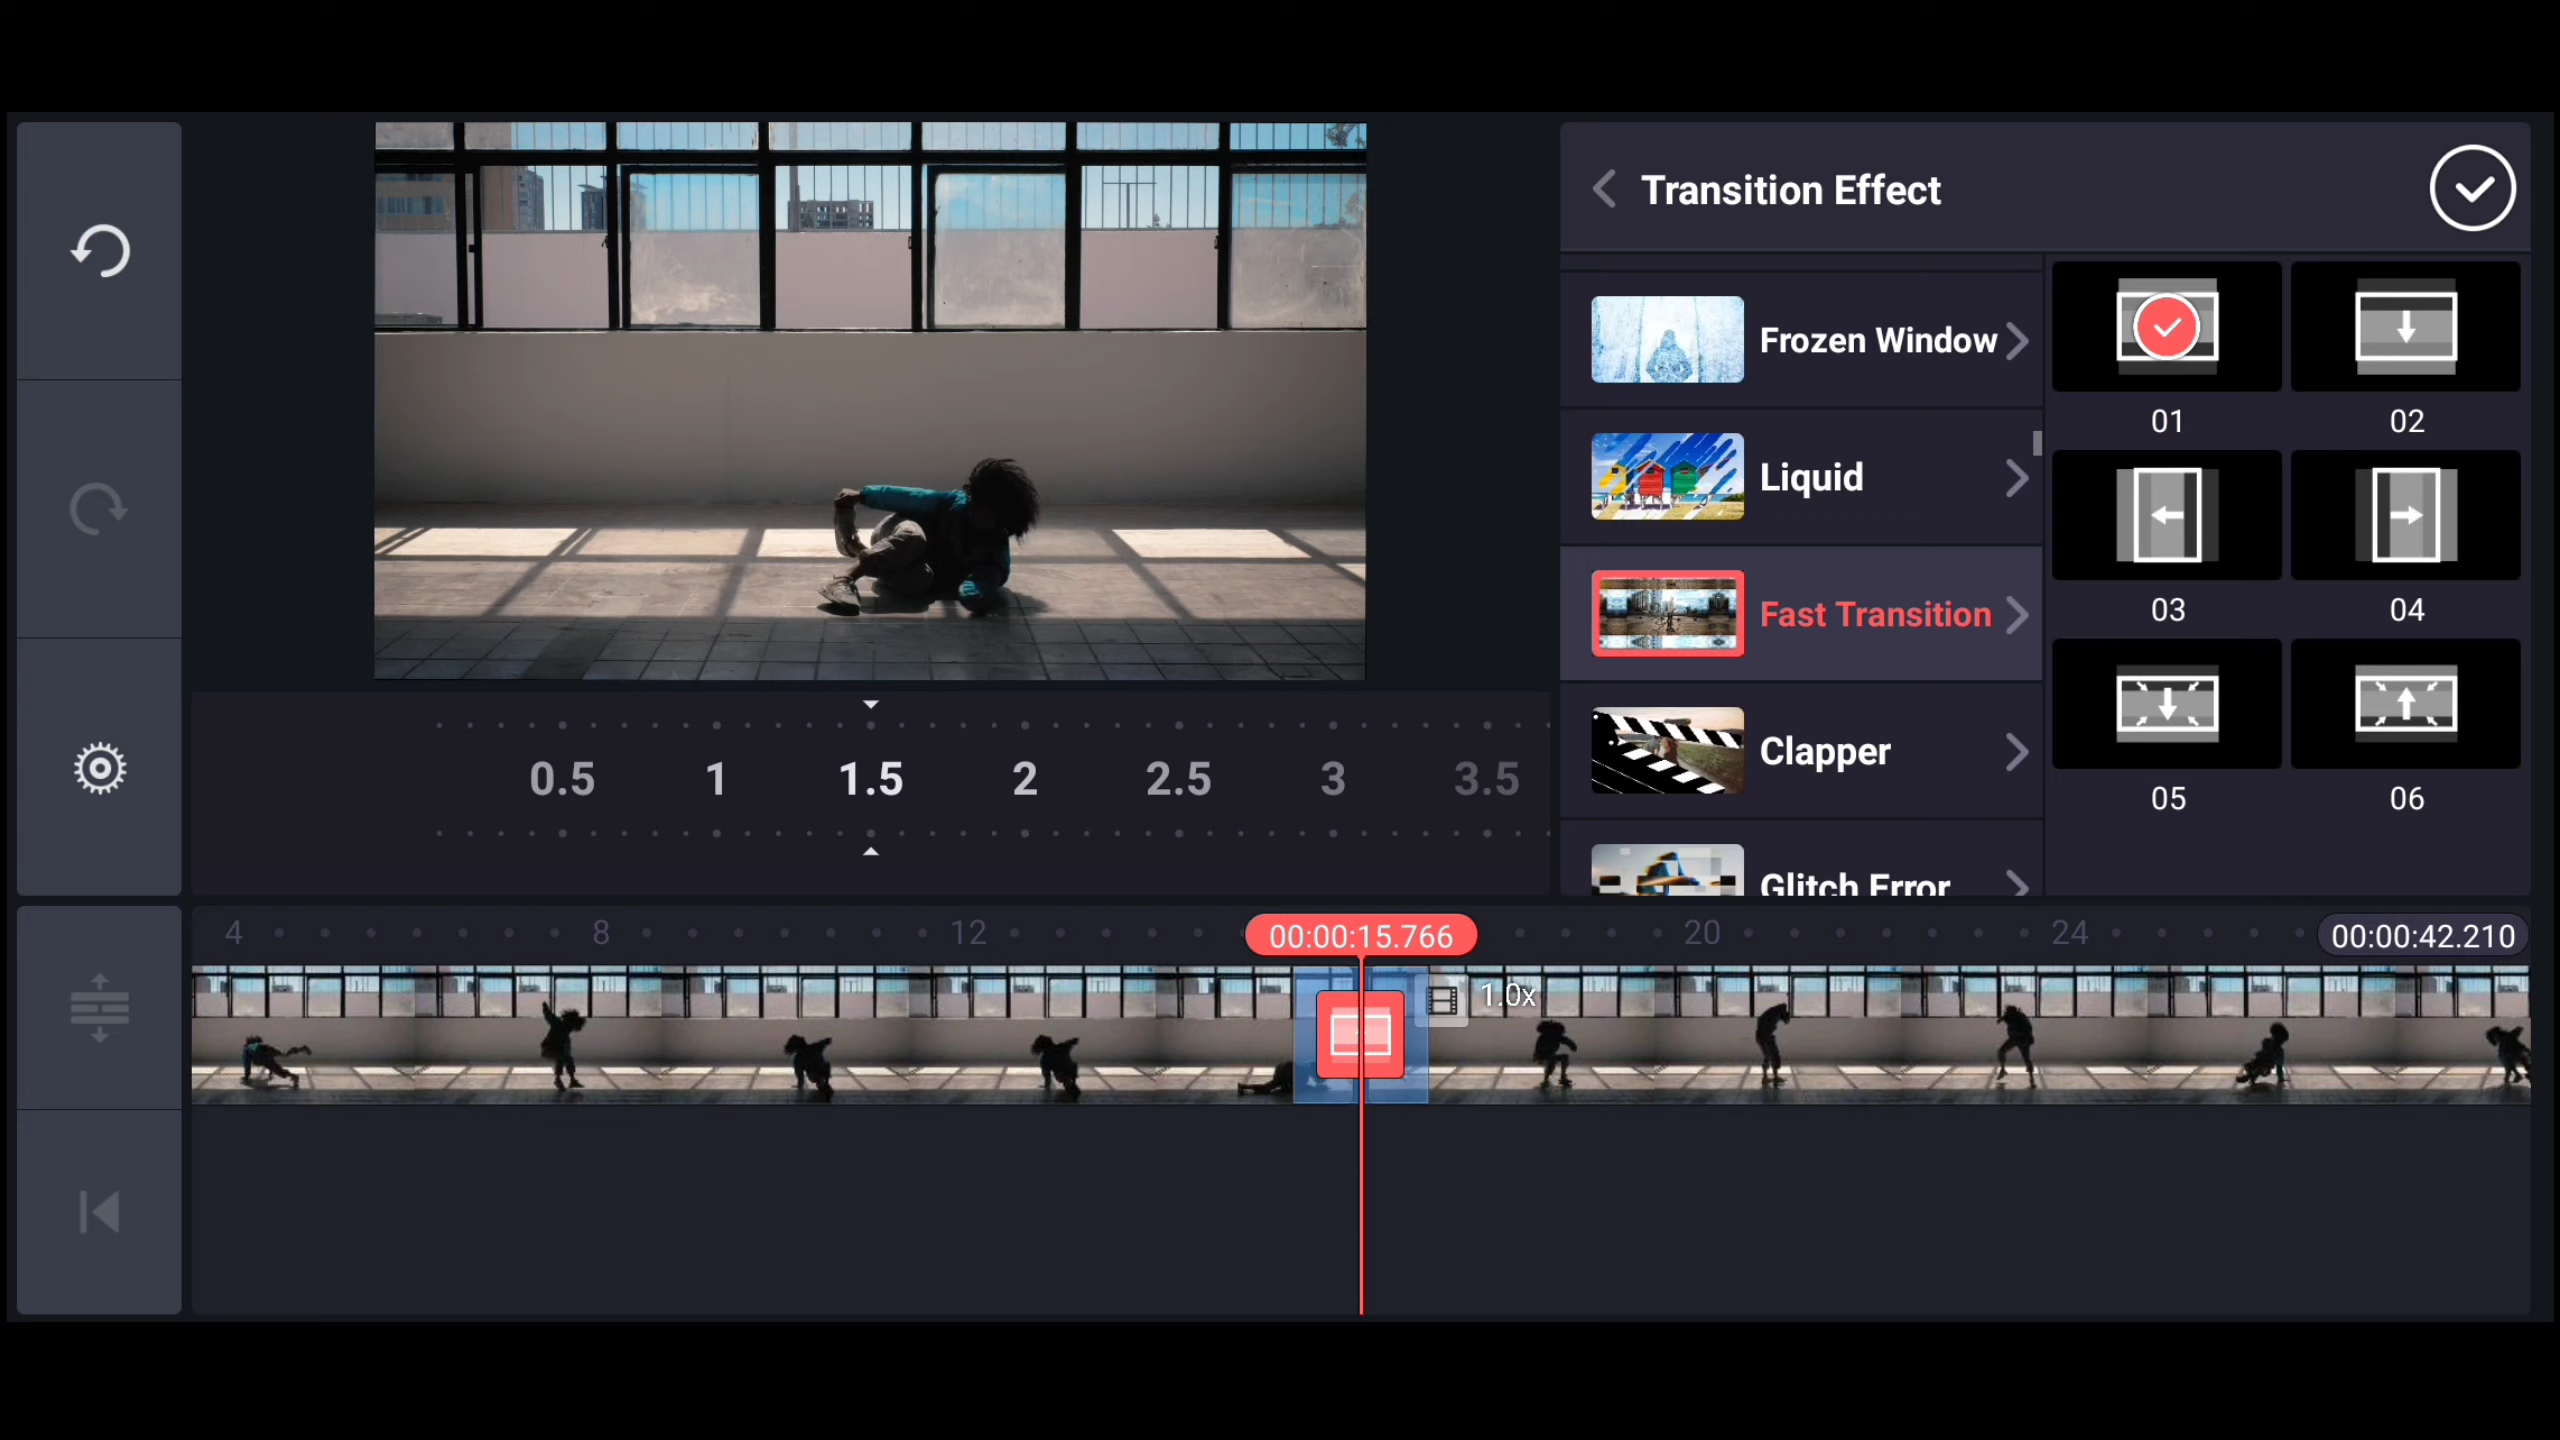 Transition Effect
Frozen Window
Liquid
Fast Transition
Clapper
Glitch Error
01
02
03
04
05
06
0.5 1 1.5 2 2.5 3 3.5
4 8 12 00:00:15.766 20 24 00:00:42.210
1.0x